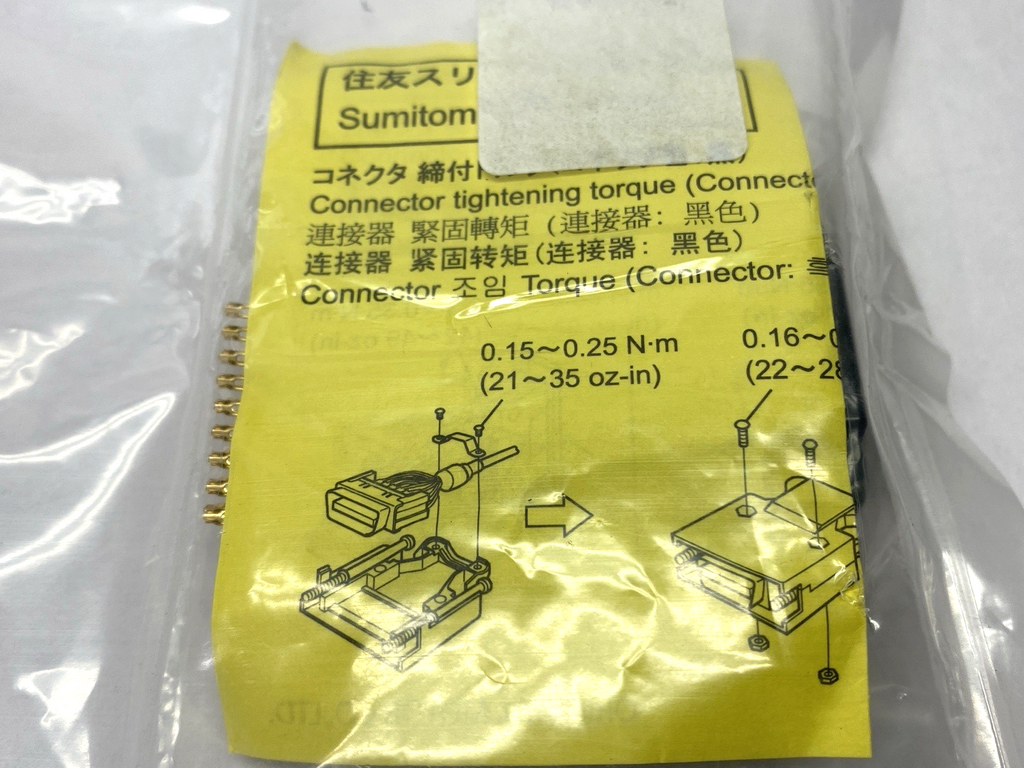 住友スリ
Sumitom
コネクタ 締付
Connector tightening torque (Connect
連接器 緊固轉矩 (連接器: 黑色)
连接器 紧固转矩(连接器: 黑色)
Connector 조임 Torque (Connector:
0.15~0.25 N·m
(21~35 oz-in)
0.16~
(22~28